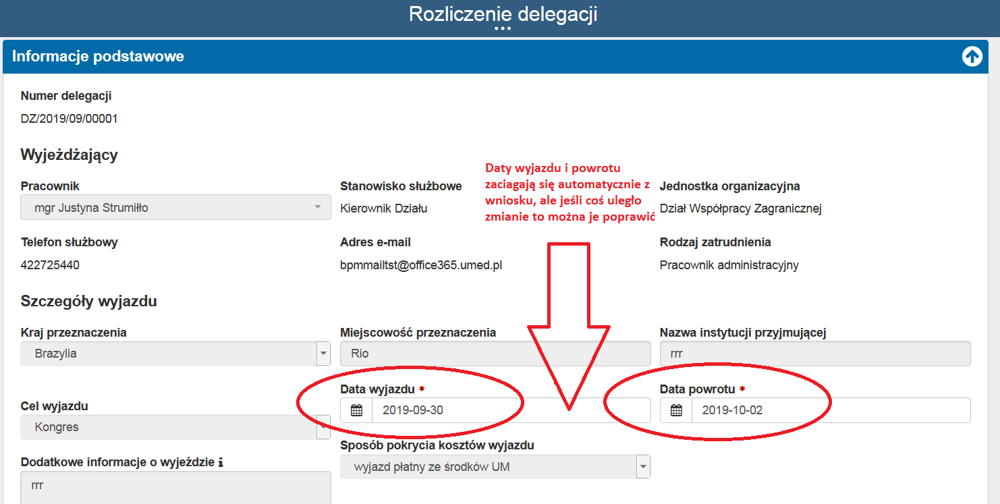 Rozliczenie delegacji
Informacje podstawowe
Numer delegacji
DZ/2019/09/00001
Wyjeżdżający
Daty wyjazdu i powrotu
zaciagają się automatycznie z
wniosku, ale jeśli coś uległo
zmianie to można je poprawić
Pracownik
mgr Justyna Strumiłło
Stanowisko służbowe
Kierownik Działu
Jednostka organizacyjna
Dział Współpracy Zagranicznej
Telefon służbowy
422725440
Adres e-mail
bpmmailtst@office365.umed.pl
Rodzaj zatrudnienia
Pracownik administracyjny
Szczegóły wyjazdu
Kraj przeznaczenia
Brazylia
Miejscowość przeznaczenia
Rio
Nazwa instytucji przyjmującej
rrr
Data wyjazdu *
2019-09-30
Data powrotu *
2019-10-02
Cel wyjazdu
Kongres
Sposób pokrycia kosztów wyjazdu
wyjazd płatny ze środków UM
Dodatkowe informacje o wyjeździe i
rrr